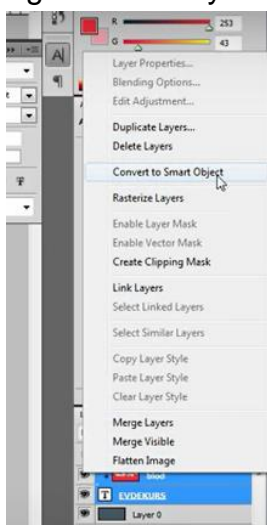 R 253
G 43
Layer Properties...
Blending Options...
Edit Adjustment...
Duplicate Layers...
Delete Layers
Convert to Smart Object
Rasterize Layers
Enable Layer Mask
Enable Vector Mask
Create Clipping Mask
Link Layers
Select Linked Layers
Select Similar Layers
Copy Layer Style
Paste Layer Style
Clear Layer Style
Merge Layers
Merge Visible
Flatten Image
blod
T EVDEKURS
Layer 0